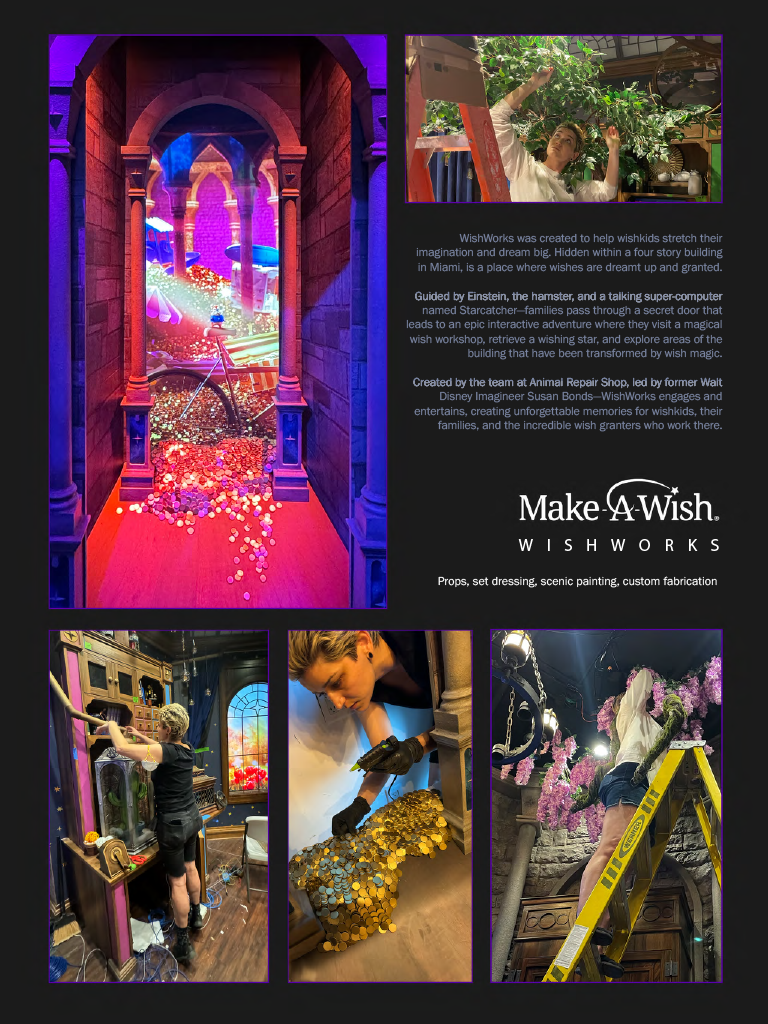 WishWorks was created to help wishkids stretch their
imagination and dream big. Hidden within a four story building
in Miami, is a place where wishes are dreamt up and granted.
Guided by Einstein, the hamster, and a talking super-computer
named Starcatcher—families pass through a secret door that
leads to an epic interactive adventure where they visit a magical
wish workshop, retrieve a wishing star, and explore areas of the
building that have been transformed by wish magic.
Created by the team at Animal Repair Shop, led by former Walt
Disney Imagineer Susan Bonds—WishWorks engages and
entertains, creating unforgettable memories for wishkids, their
families, and the incredible wish granters who work there.
Make-A-Wish®
WISHWORKS
Props, set dressing, scenic painting, custom fabrication